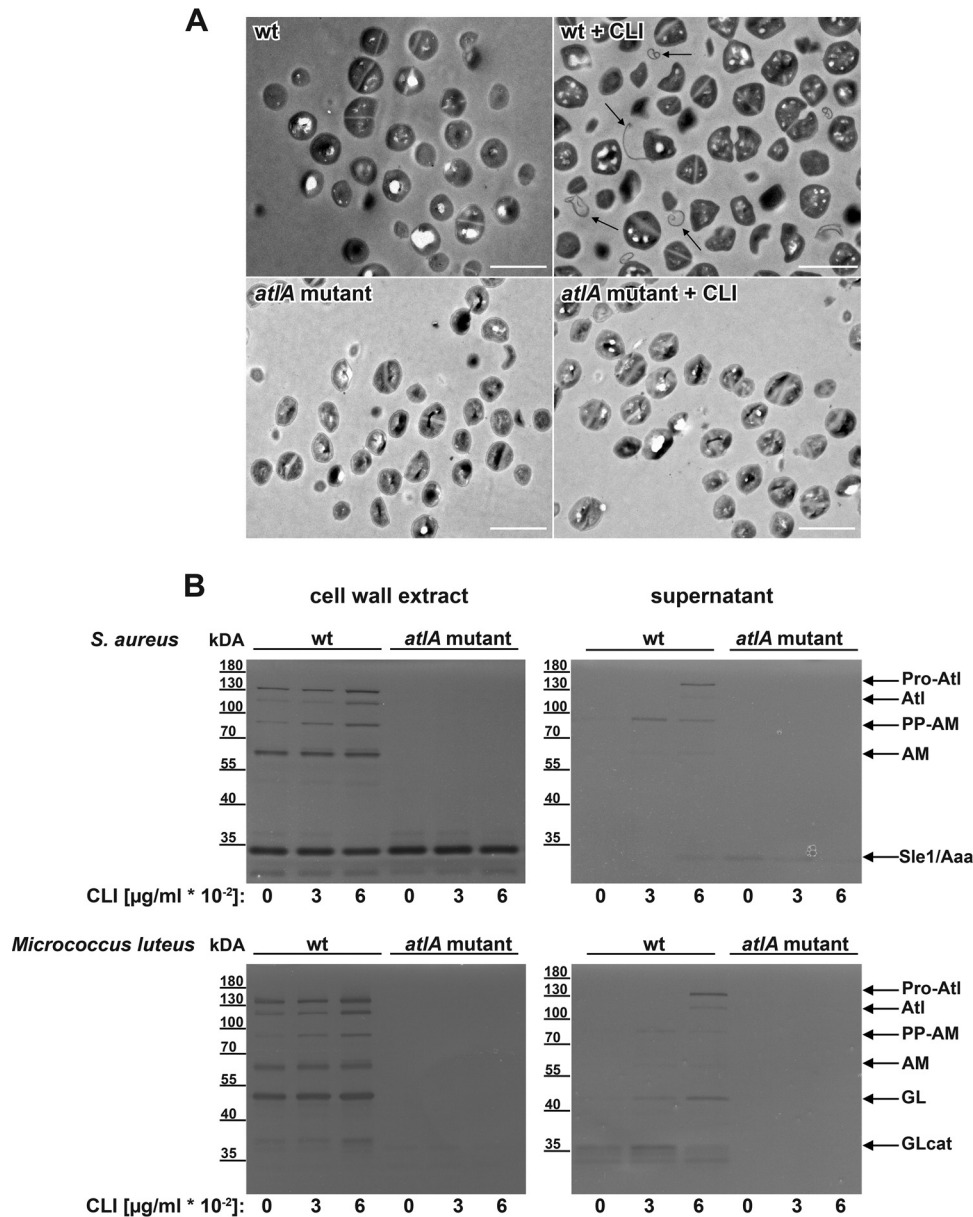 A
wt
wt + CLI
atlA mutant
atlA mutant + CLI
B
cell wall extract
supernatant
S. aureus kDA wt atlA mutant wt atlA mutant
180
130
100
70
55
40
35
180
130
100
70
55
40
35
Pro-Atl
Atl
PP-AM
AM
Sle1/Aaa
CLI [µg/ml * 10-2]: 0 3 6 0 3 6 0 3 6 0 3 6
Micrococcus luteus kDA wt atlA mutant wt atlA mutant
180
130
100
70
55
40
35
180
130
100
70
55
40
35
Pro-Atl
Atl
PP-AM
AM
GL
GLcat
CLI [µg/ml * 10-2]: 0 3 6 0 3 6 0 3 6 0 3 6